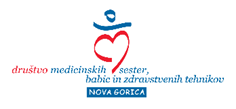 društvo medicinskih sester,
babic in zdravstvenih tehnikov
NOVA GORICA